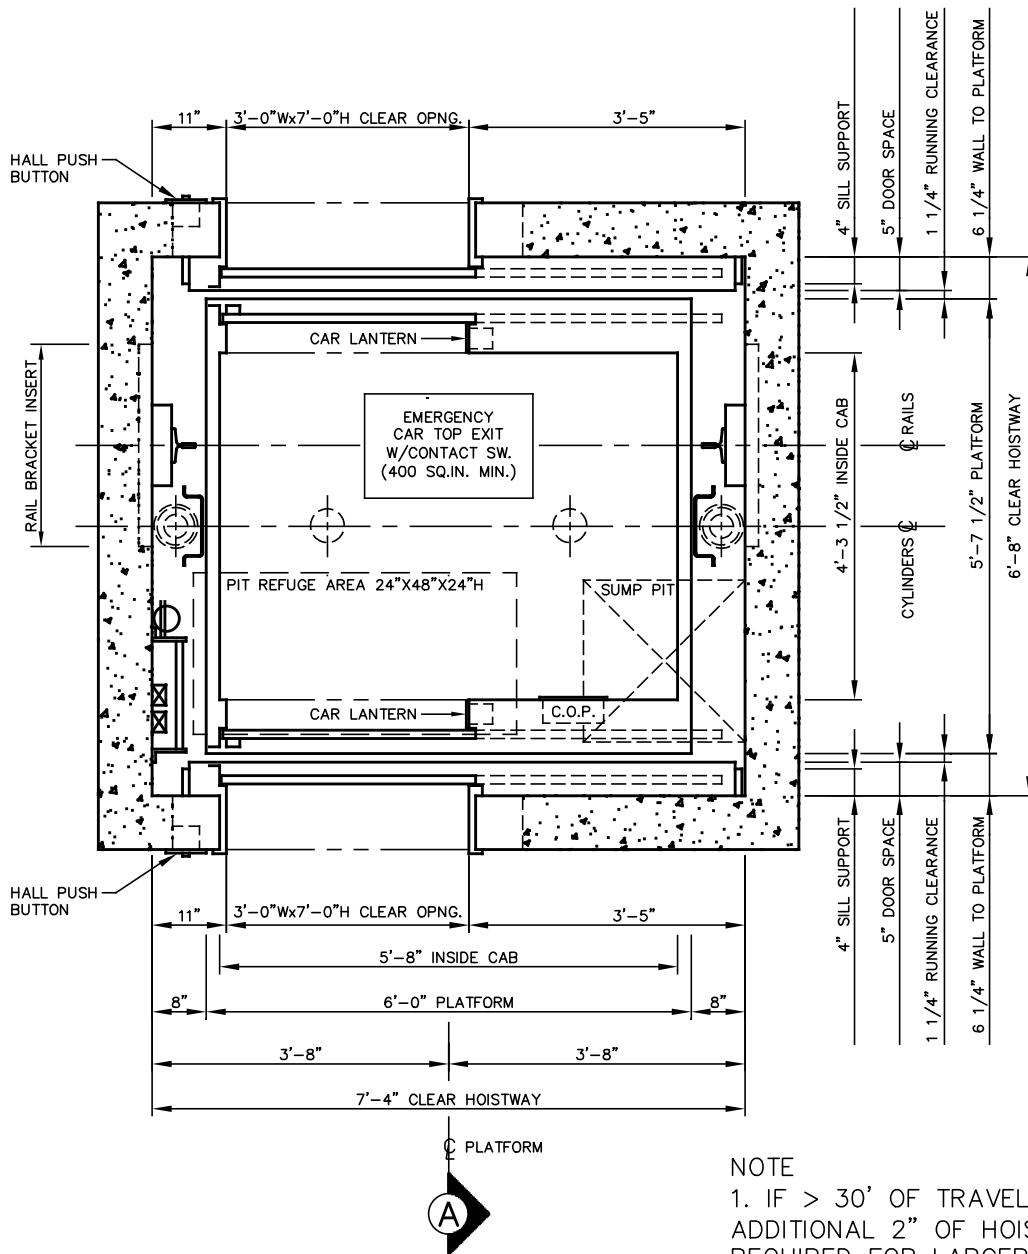 11"
3'-0"Wx7'-0"H CLEAR OPNG.
3'-5"
HALL PUSH
BUTTON
4" SILL SUPPORT
5" DOOR SPACE
1 1/4" RUNNING CLEARANCE
6 1/4" WALL TO PLATFORM
CAR LANTERN
RAIL BRACKET INSERT
EMERGENCY
CAR TOP EXIT
W/CONTACT SW.
(400 SQ.IN. MIN.)
4'-3 1/2" INSIDE CAB
℄ RAILS
CYLINDERS ℄
5'-7 1/2" PLATFORM
6'-8" CLEAR HOISTWAY
PIT REFUGE AREA 24"X48"X24"H
SUMP PIT
CAR LANTERN
C.O.P.
HALL PUSH
BUTTON
4" SILL SUPPORT
5" DOOR SPACE
1 1/4" RUNNING CLEARANCE
6 1/4" WALL TO PLATFORM
11"
3'-0"Wx7'-0"H CLEAR OPNG.
3'-5"
5'-8" INSIDE CAB
8"
6'-0" PLATFORM
8"
3'-8"
3'-8"
7'-4" CLEAR HOISTWAY
℄ PLATFORM
A
NOTE
1. IF > 30' OF TRAVEL
ADDITIONAL 2" OF HOIS
REQUIRED FOR LARGER